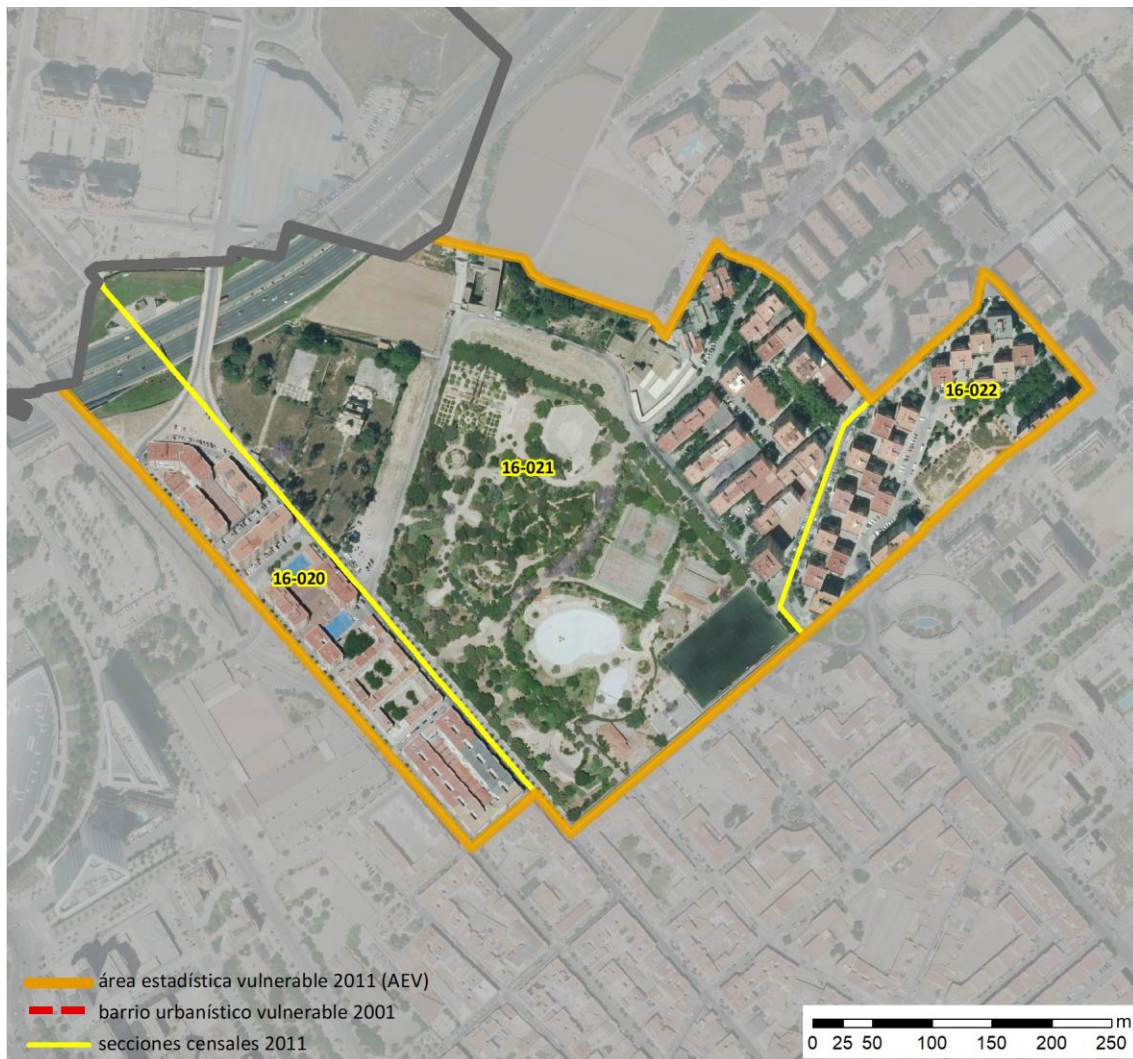 16-022
16-021
16-020
área estadística vulnerable 2011 (AEV)
barrio urbanístico vulnerable 2001
secciones censales 2011
m
0 25 50 100 150 200 250